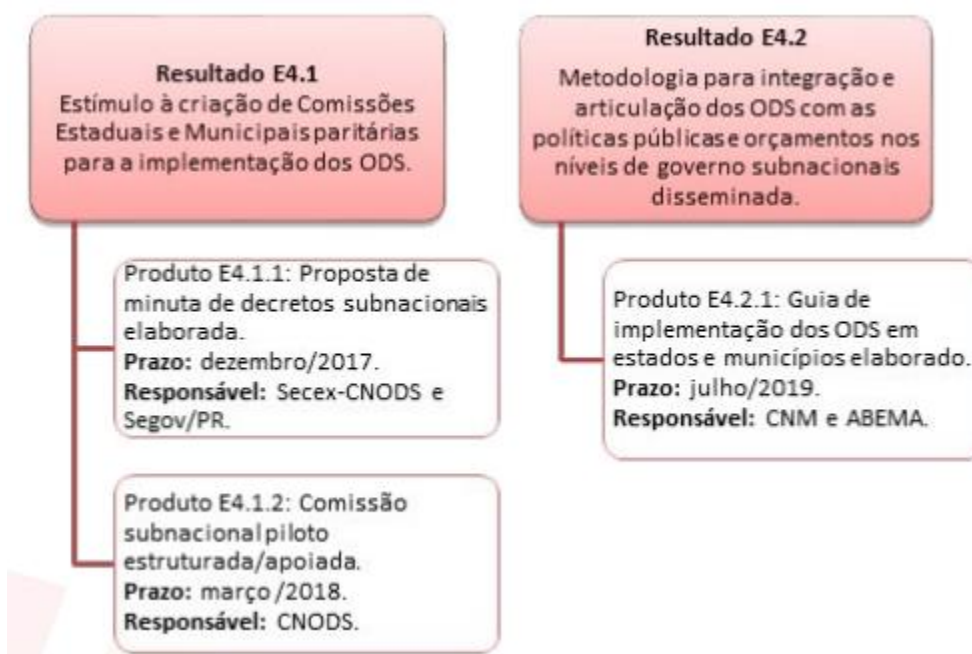 Resultado E4.1
Estímulo à criação de Comissões
Estaduais e Municipais paritárias
para a implementação dos ODS.
Produto E4.1.1: Proposta de
minuta de decretos subnacionais
elaborada.
Prazo: dezembro/2017.
Responsável: Secex-CNODS e
Segov/PR.
Produto E4.1.2: Comissão
subnacional piloto
estruturada/apoiada.
Prazo: março/2018.
Responsável: CNODS.
Resultado E4.2
Metodologia para integração e
articulação dos ODS com as
políticas públicas e orçamentos nos
níveis de governo subnacionais
disseminada.
Produto E4.2.1: Guia de
implementação dos ODS em
estados e municípios elaborado.
Prazo: julho/2019.
Responsável: CNM e ABEMA.